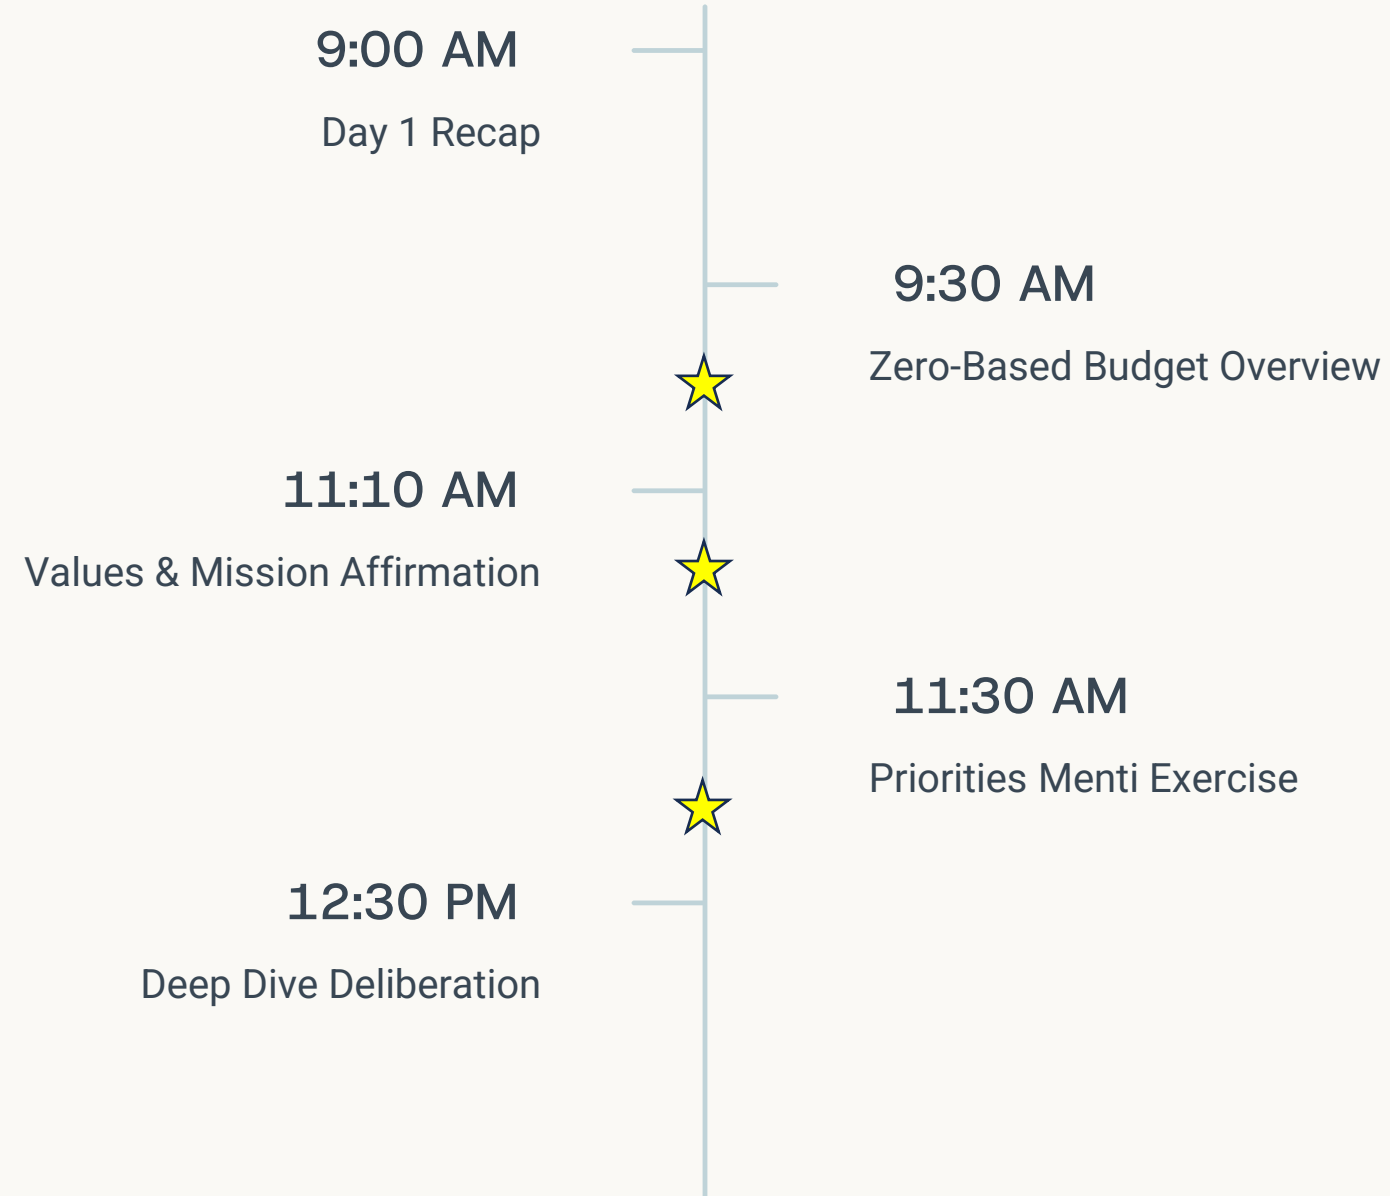 9:00 AM
Day 1 Recap
9:30 AM
Zero-Based Budget Overview
11:10 AM
Values & Mission Affirmation
11:30 AM
Priorities Menti Exercise
12:30 PM
Deep Dive Deliberation